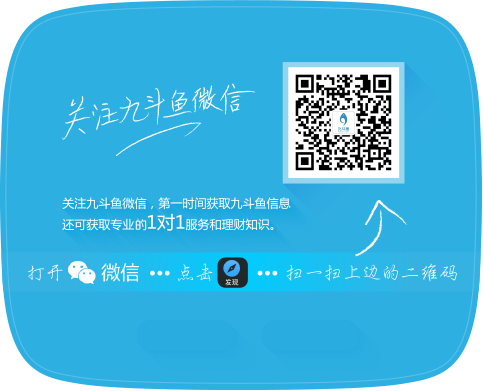 关注九斗鱼微信
关注九斗鱼微信，第一时间获取九斗鱼信息
还可获取专业的1对1服务和理财知识。
打开 微信 ••• 点击 发现 ••• 扫一扫上边的二维码